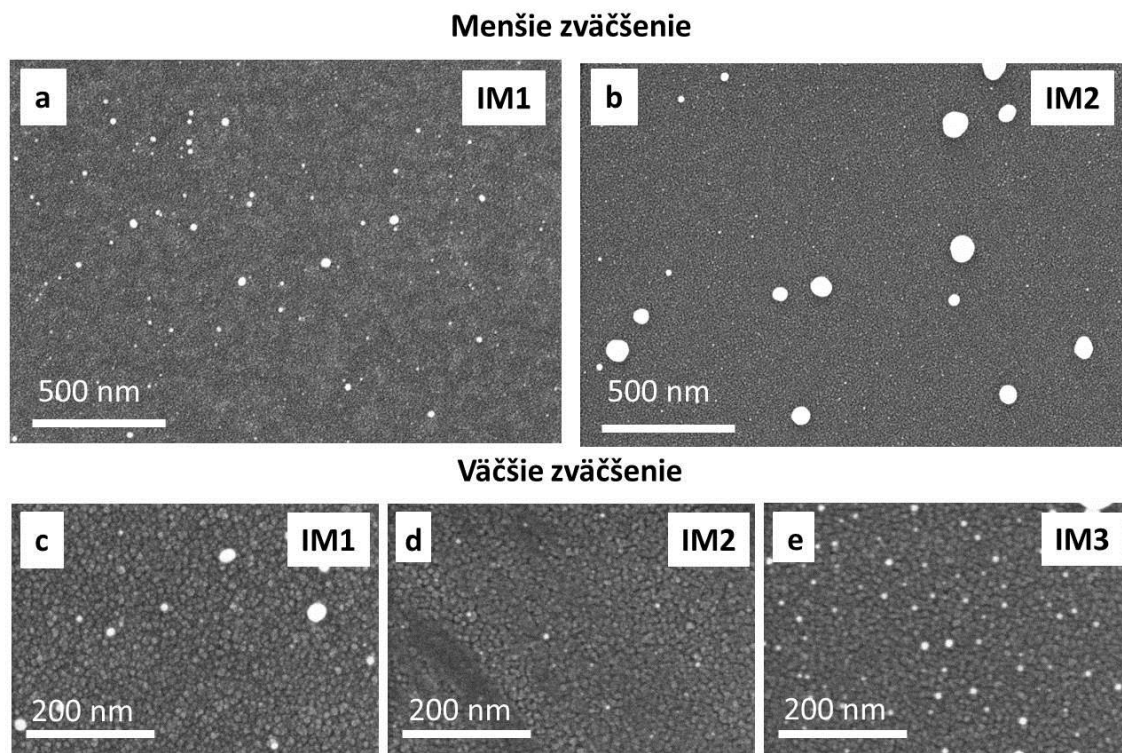 Menšie zväčšenie
a
IM1
b
IM2
500 nm
500 nm
Väčšie zväčšenie
c
IM1
d
IM2
e
IM3
200 nm
200 nm
200 nm